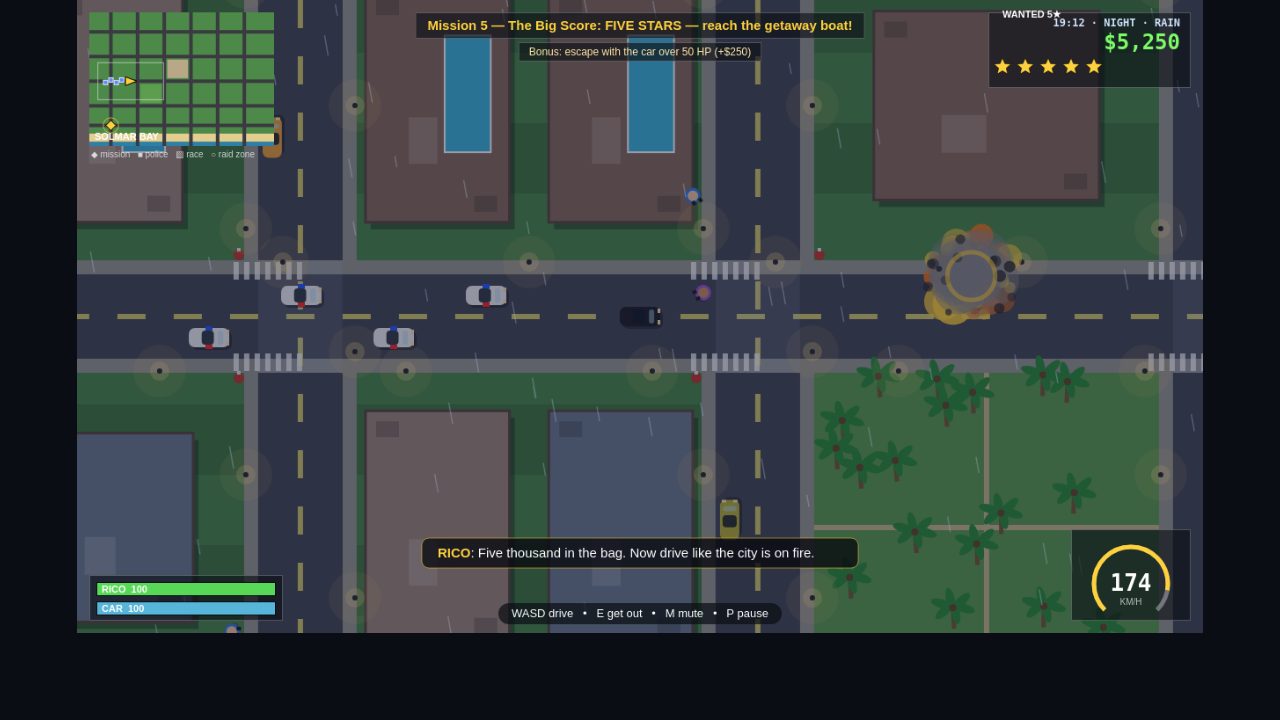 Mission 5 — The Big Score: FIVE STARS — reach the getaway boat!
Bonus: escape with the car over 50 HP (+$250)
WANTED 5★
19:12 · NIGHT · RAIN
$5,250
★ ★ ★ ★ ★
SOLMAR BAY
◆ mission ■ police ▧ race ○ raid zone
RICO: Five thousand in the bag. Now drive like the city is on fire.
RICO 100
CAR 100
174
KM/H
WASD drive • E get out • M mute • P pause